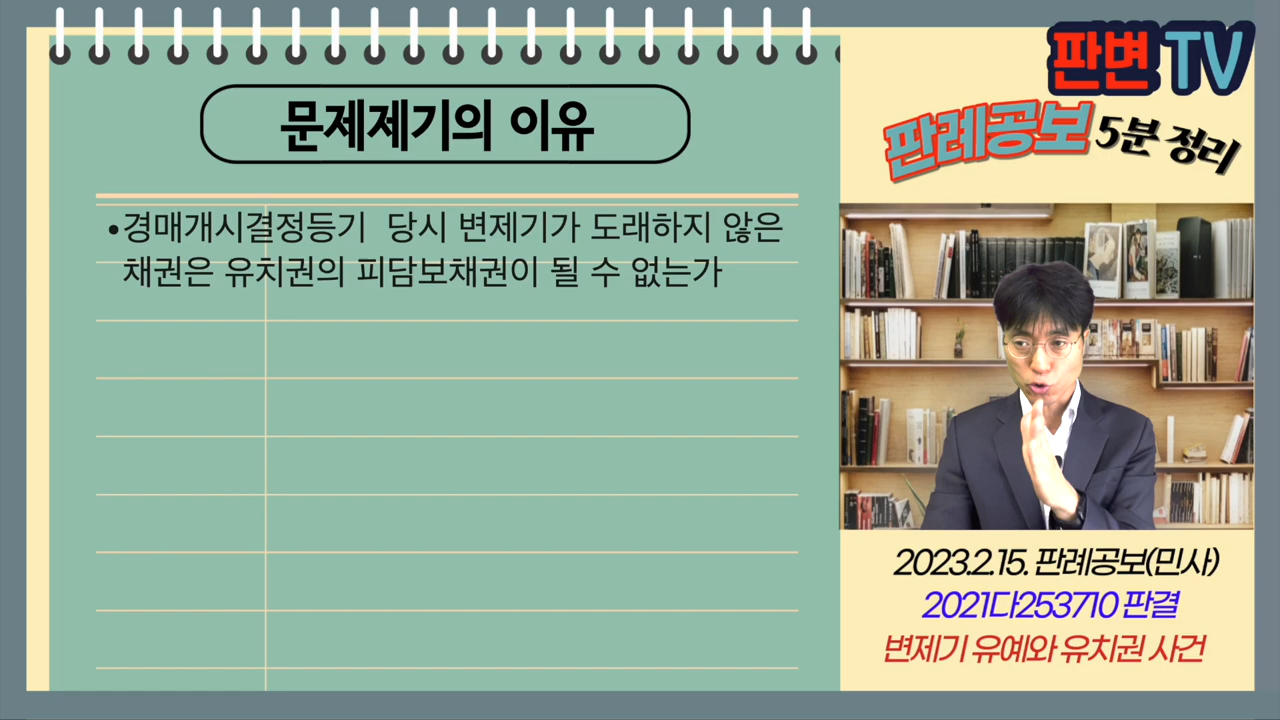 문제제기의 이유
•경매개시결정등기 당시 변제기가 도래하지 않은
채권은 유치권의 피담보채권이 될 수 없는가
판변 TV
판례공보 5분 정리
2023.2.15. 판례공보(민사)
2021다253710 판결
변제기 유예와 유치권 사건